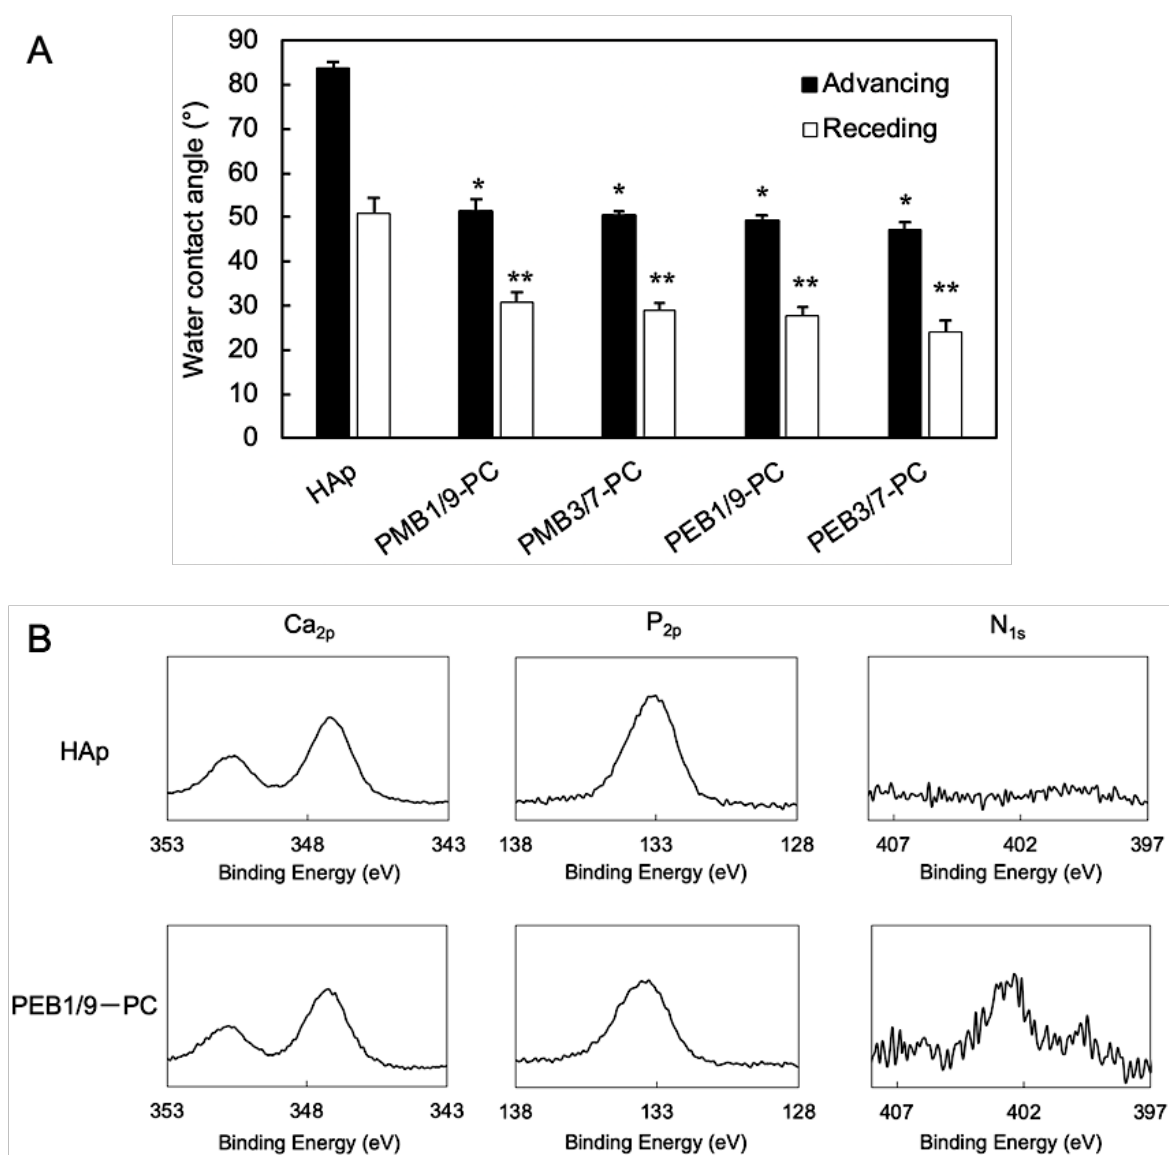 A
Water contact angle (°)
90
80
70
60
50
40
30
20
10
0
Advancing
Receding
* * * *
** ** ** **
HAp
PMB1/9-PC
PMB3/7-PC
PEB1/9-PC
PEB3/7-PC
B
Ca2p P2p N1s
HAp
353 348 343 138 133 128 407 402 397
Binding Energy (eV) Binding Energy (eV) Binding Energy (eV)
PEB1/9—PC
353 348 343 138 133 128 407 402 397
Binding Energy (eV) Binding Energy (eV) Binding Energy (eV)